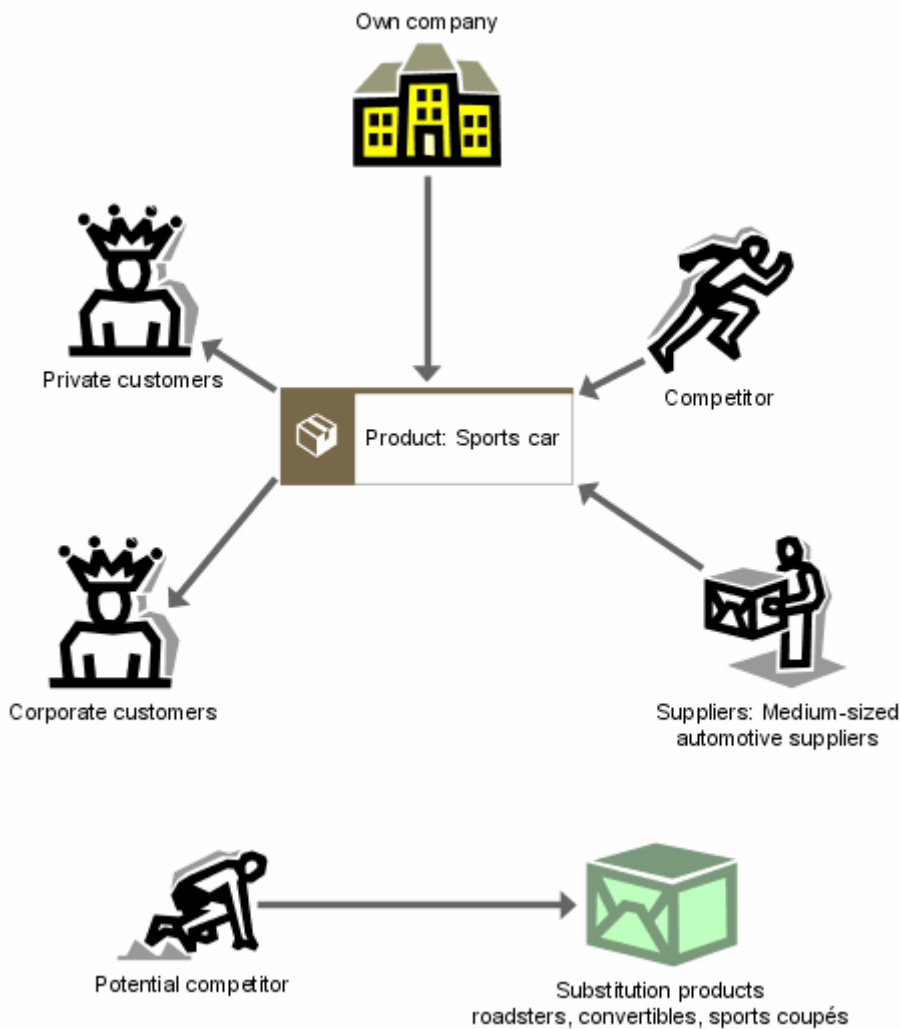 Own company
Private customers
Competitor
Product: Sports car
Corporate customers
Suppliers: Medium-sized
automotive suppliers
Potential competitor
Substitution products
roadsters, convertibles, sports coupés